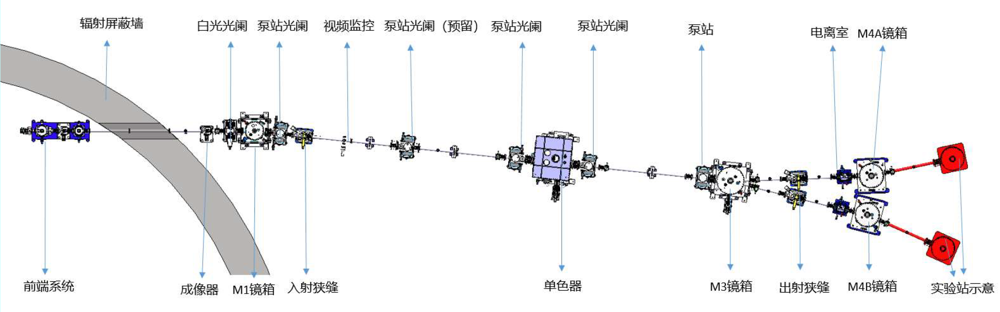 辐射屏蔽墙
白光光阑
泵站光阑
视频监控
泵站光阑（预留）
泵站光阑
泵站光阑
泵站
电离室
M4A镜箱
前端系统
成像器
M1镜箱
入射狭缝
单色器
M3镜箱
出射狭缝
M4B镜箱
实验站示意